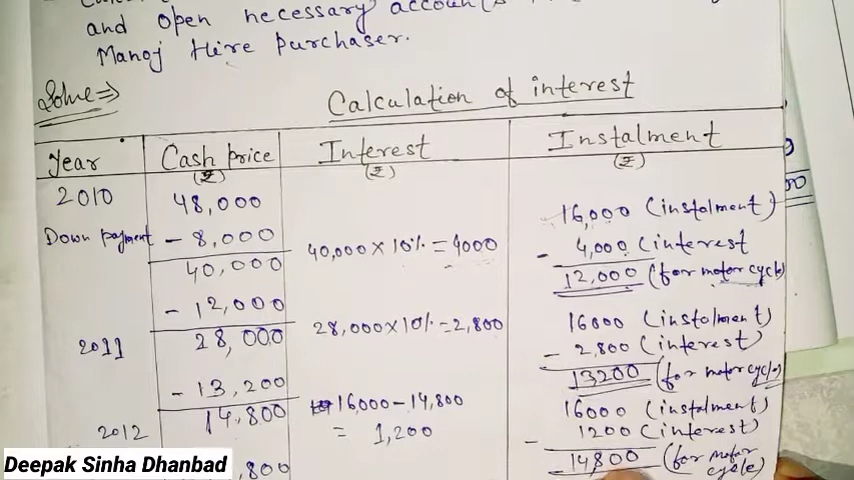 and open necessary accounts
Manoj Hire purchaser.
Solve ⇒
Calculation of interest
Year Cash price Interest Instalment
(₹) (₹) (₹)
2010 48,000
Down payment - 8,000
40,000
40,000 × 10% = 4000
16,000 (instalment)
- 4,000 (interest
12,000 (for motor cycle)
- 12,000
2011 28,000
28,000 × 10% = 2,800
16000 (instalment)
- 2,800 (interest)
13200 (for motor cycle)
- 13,200
2012 14,800
16,000 - 14,800
= 1,200
16000 (instalment)
- 1200 (interest)
14,800 (for motor cycle)
,800
Deepak Sinha Dhanbad